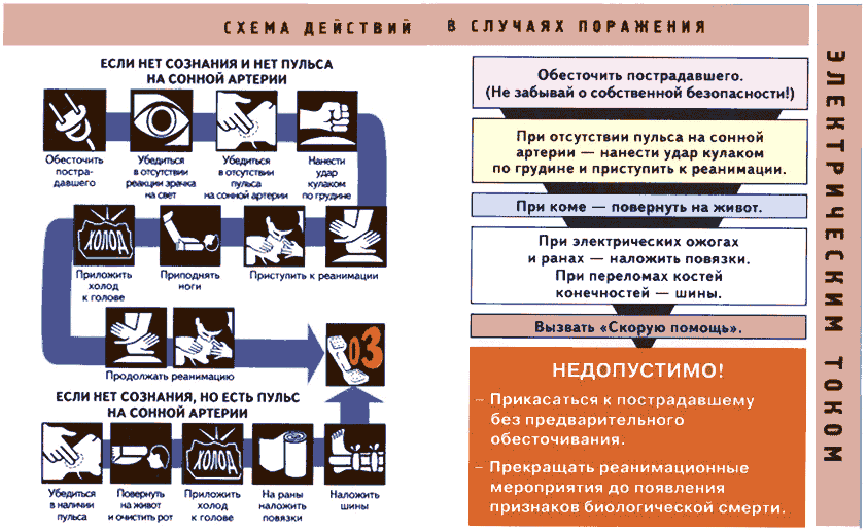 СХЕМА ДЕЙСТВИЙ В СЛУЧАЯХ ПОРАЖЕНИЯ
ЭЛЕКТРИЧЕСКИМ ТОКОМ
ЕСЛИ НЕТ СОЗНАНИЯ И НЕТ ПУЛЬСА
НА СОННОЙ АРТЕРИИ
Обесточить
постра-
давшего
Убедиться
в отсутствии
реакции зрачка
на свет
Убедиться
в отсутствии
пульса
на сонной артерии
Нанести
удар
кулаком
по грудине
ХОЛОД
Приложить
холод
к голове
Приподнять
ноги
Приступить к реанимации
Продолжать реанимацию
03
ЕСЛИ НЕТ СОЗНАНИЯ, НО ЕСТЬ ПУЛЬС
НА СОННОЙ АРТЕРИИ
Убедиться
в наличии
пульса
Повернуть
на живот
и очистить рот
ХОЛОД
Приложить
холод
к голове
На раны
наложить
повязки
Наложить
шины
Обесточить пострадавшего.
(Не забывай о собственной безопасности!)
При отсутствии пульса на сонной
артерии — нанести удар кулаком
по грудине и приступить к реанимации.
При коме — повернуть на живот.
При электрических ожогах
и ранах — наложить повязки.
При переломах костей
конечностей — шины.
Вызвать «Скорую помощь».
НЕДОПУСТИМО!
– Прикасаться к пострадавшему
без предварительного
обесточивания.
– Прекращать реанимационные
мероприятия до появления
признаков биологической смерти.